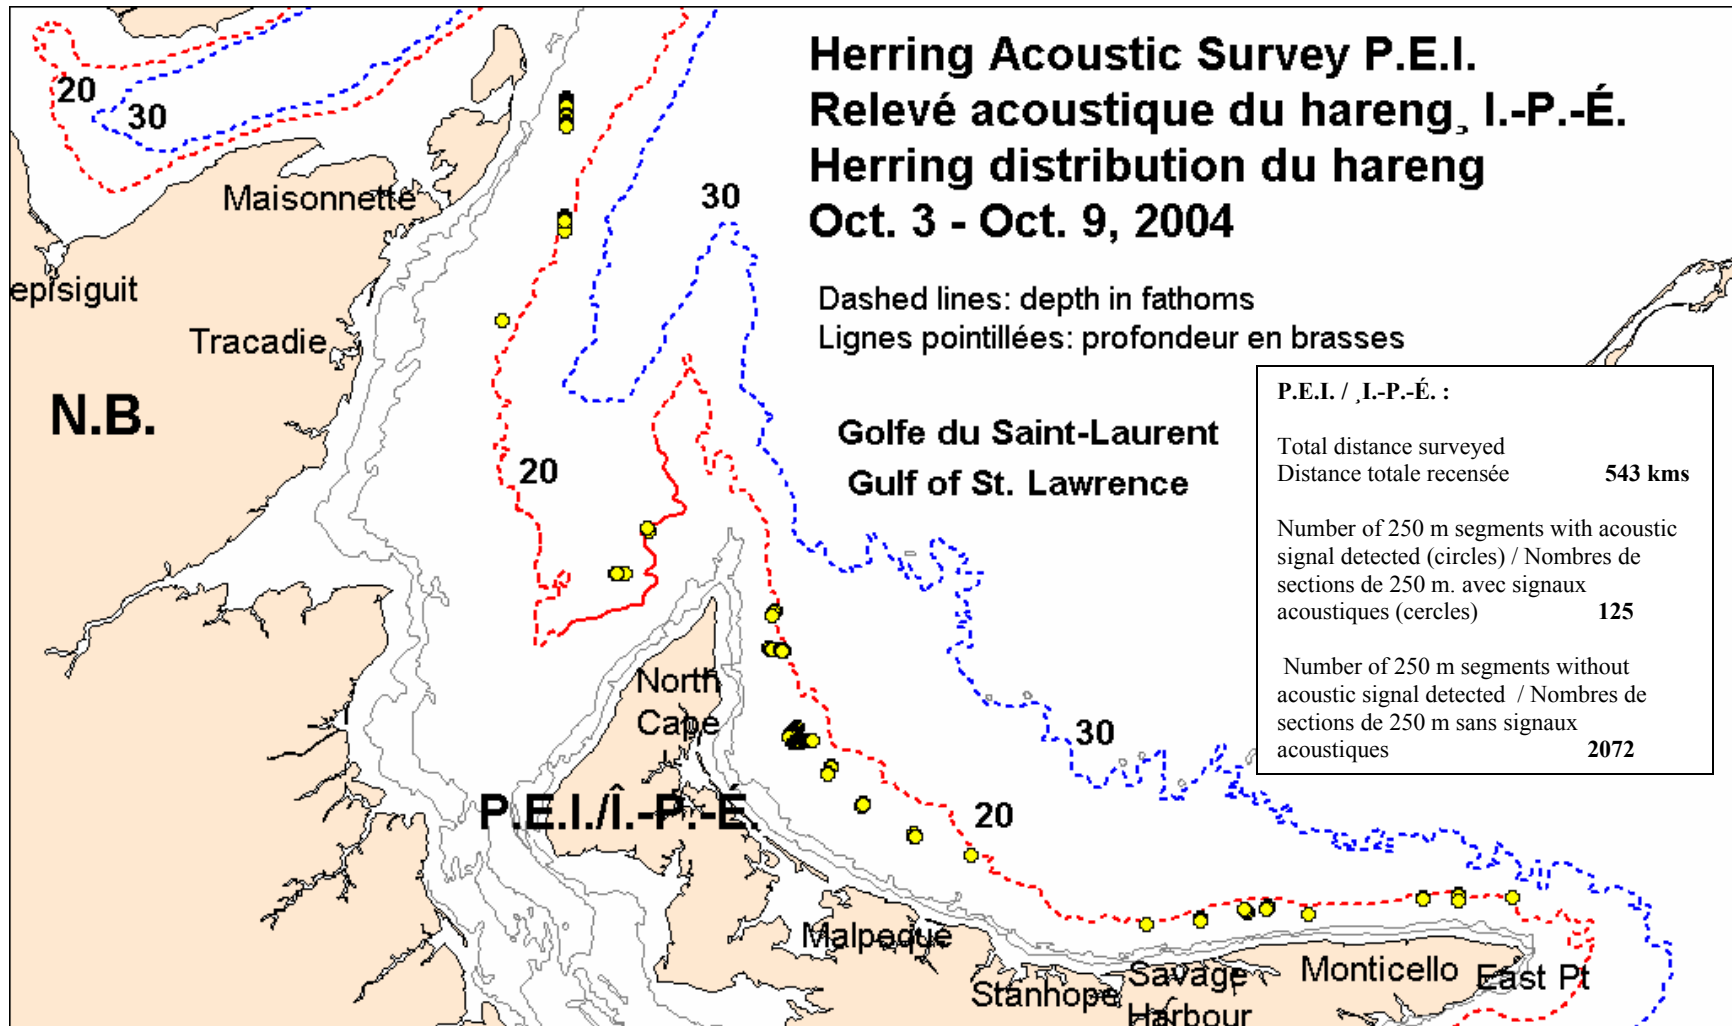 Herring Acoustic Survey P.E.I.
Relevé acoustique du hareng¸ I.-P.-É.
Herring distribution du hareng
Oct. 3 - Oct. 9, 2004
Dashed lines: depth in fathoms
Lignes pointillées: profondeur en brasses
20
30
Maisonnette
30
episiguit
Tracadie
N.B.
Golfe du Saint-Laurent
Gulf of St. Lawrence
20
P.E.I. / ¸I.-P.-É. :
Total distance surveyed
Distance totale recensée 543 kms
Number of 250 m segments with acoustic
signal detected (circles) / Nombres de
sections de 250 m. avec signaux
acoustiques (cercles) 125
Number of 250 m segments without
acoustic signal detected / Nombres de
sections de 250 m sans signaux
acoustiques 2072
North
Cape
30
P.E.I./Î.-P.-É.
20
Malpeque
Stanhope
Savage
Harbour
Monticello
East Pt